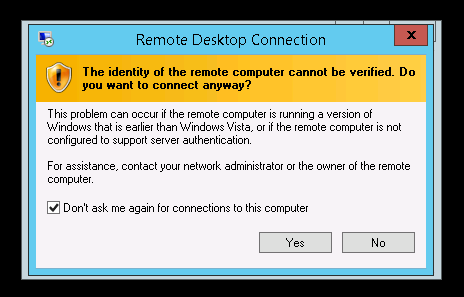 Remote Desktop Connection
x
The identity of the remote computer cannot be verified. Do
you want to connect anyway?
This problem can occur if the remote computer is running a version of
Windows that is earlier than Windows Vista, or if the remote computer is not
configured to support server authentication.
For assistance, contact your network administrator or the owner of the remote
computer.
Don't ask me again for connections to this computer
Yes
No